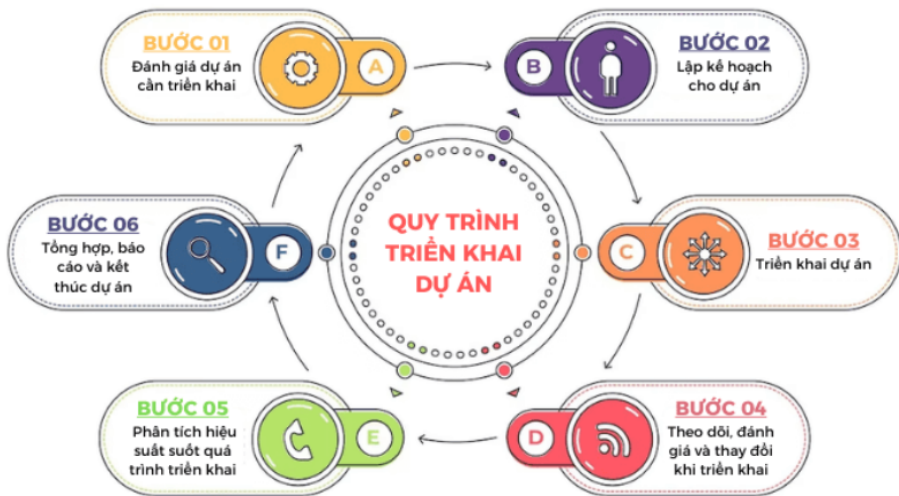 BƯỚC 01
Đánh giá dự án
cần triển khai
A
B
BƯỚC 02
Lập kế hoạch
cho dự án
BƯỚC 06
Tổng hợp, báo
cáo và kết
thúc dự án
F
QUY TRÌNH
TRIỂN KHAI
DỰ ÁN
C
BƯỚC 03
Triển khai dự án
BƯỚC 05
Phân tích hiệu
suất suốt quá
trình triển khai
E
D
BƯỚC 04
Theo dõi, đánh
giá và thay đổi
khi triển khai